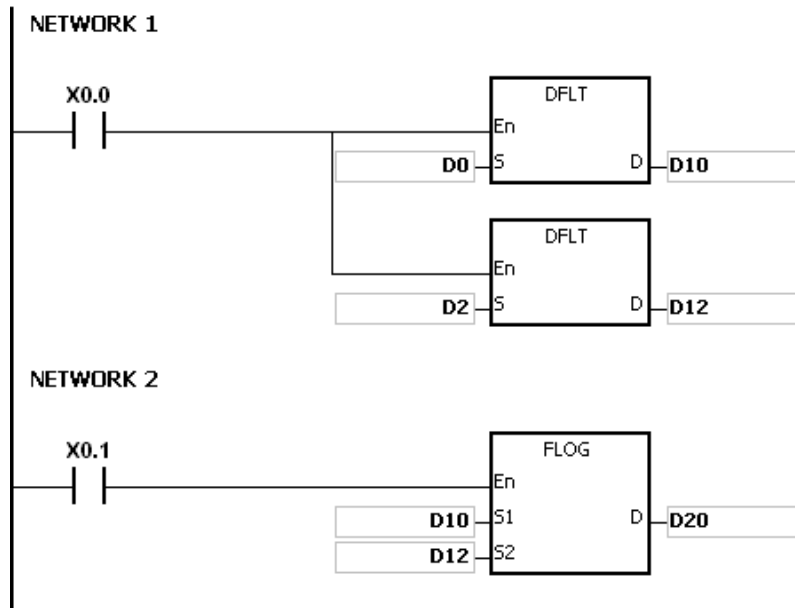 NETWORK 1
X0.0
DFLT
En
D0 S D D10
DFLT
En
D2 S D D12
NETWORK 2
X0.1
FLOG
En
D10 S1 D D20
D12 S2